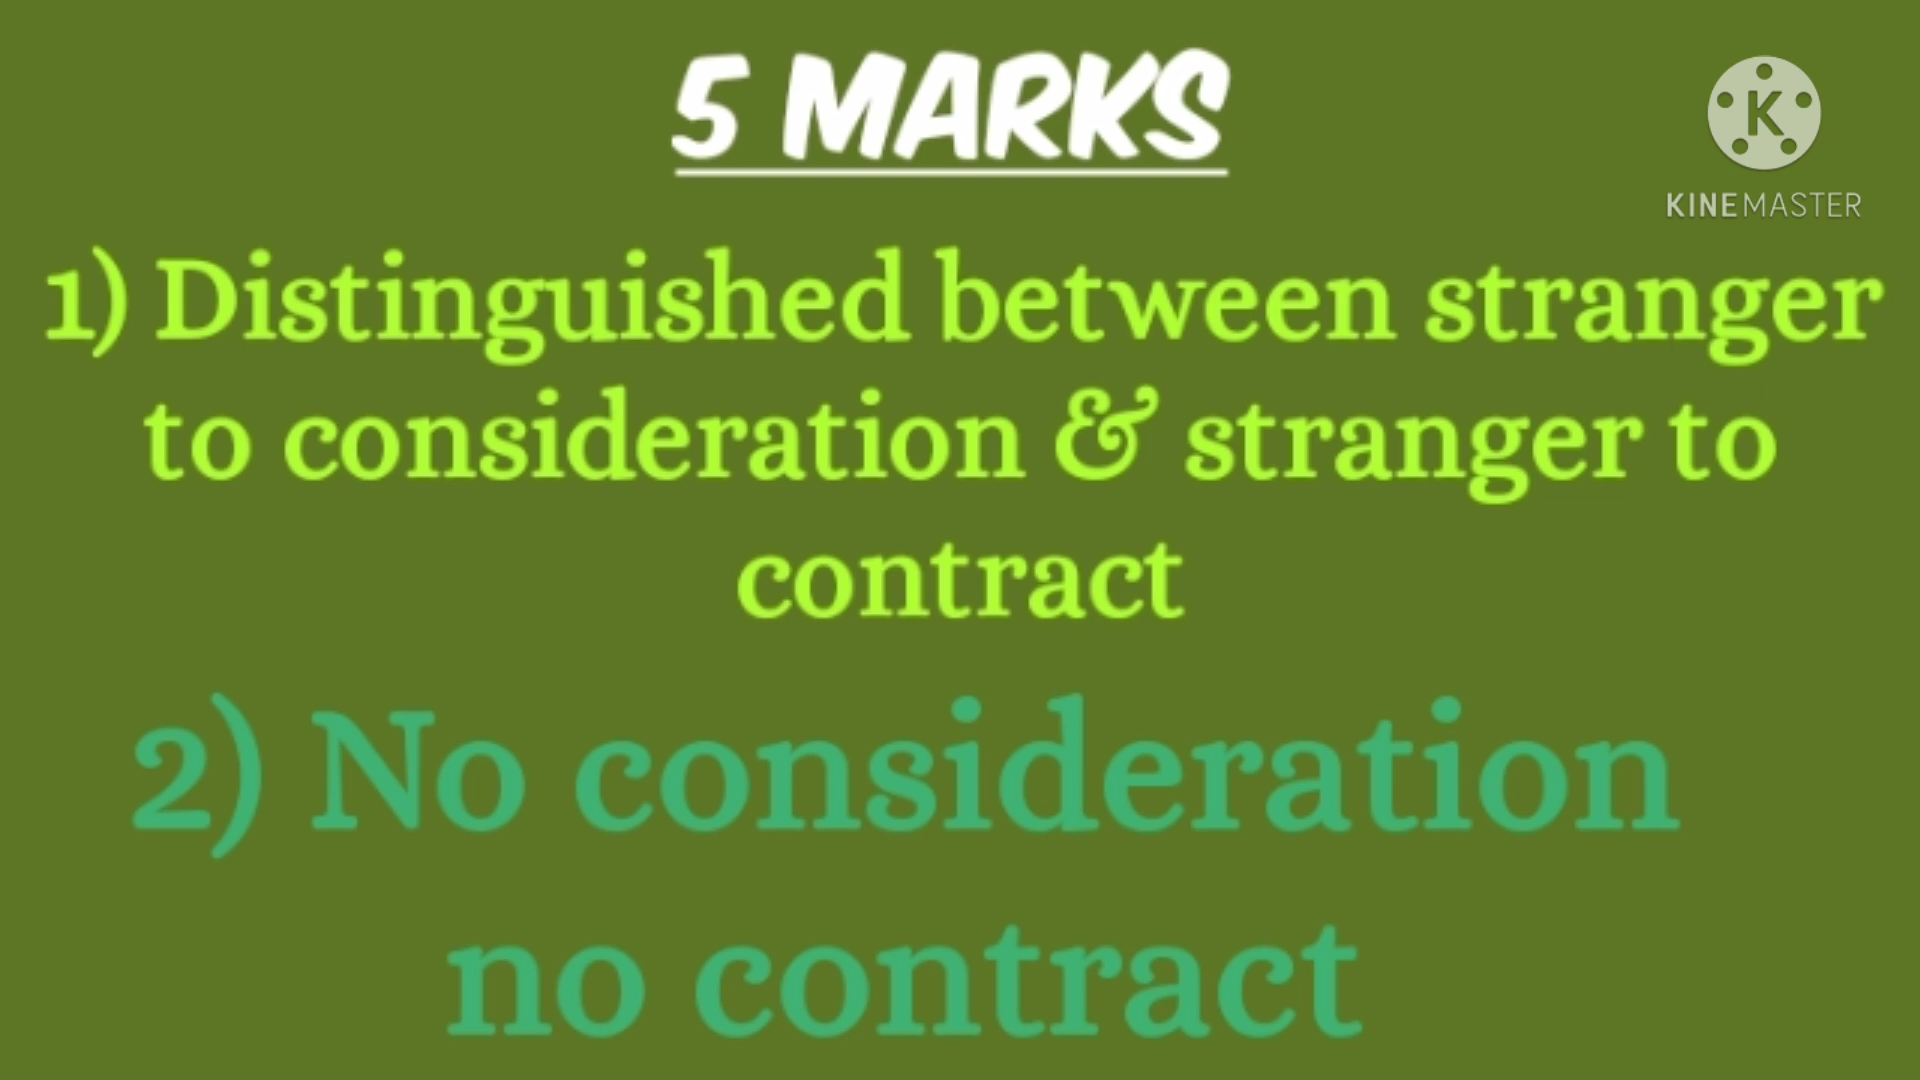 5 MARKS
K
KINEMASTER
1) Distinguished between stranger
to consideration & stranger to
contract
2) No consideration
no contract